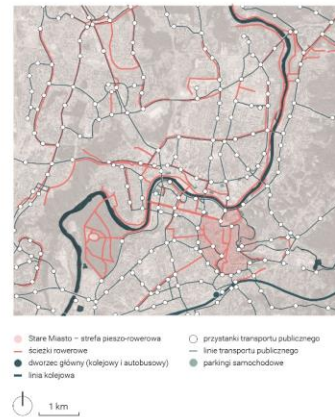 Stare Miasto – strefa pieszo-rowerowa
ścieżki rowerowe
dworzec główny (kolejowy i autobusowy)
linia kolejowa
przystanki transportu publicznego
linie transportu publicznego
parkingi samochodowe
1 km